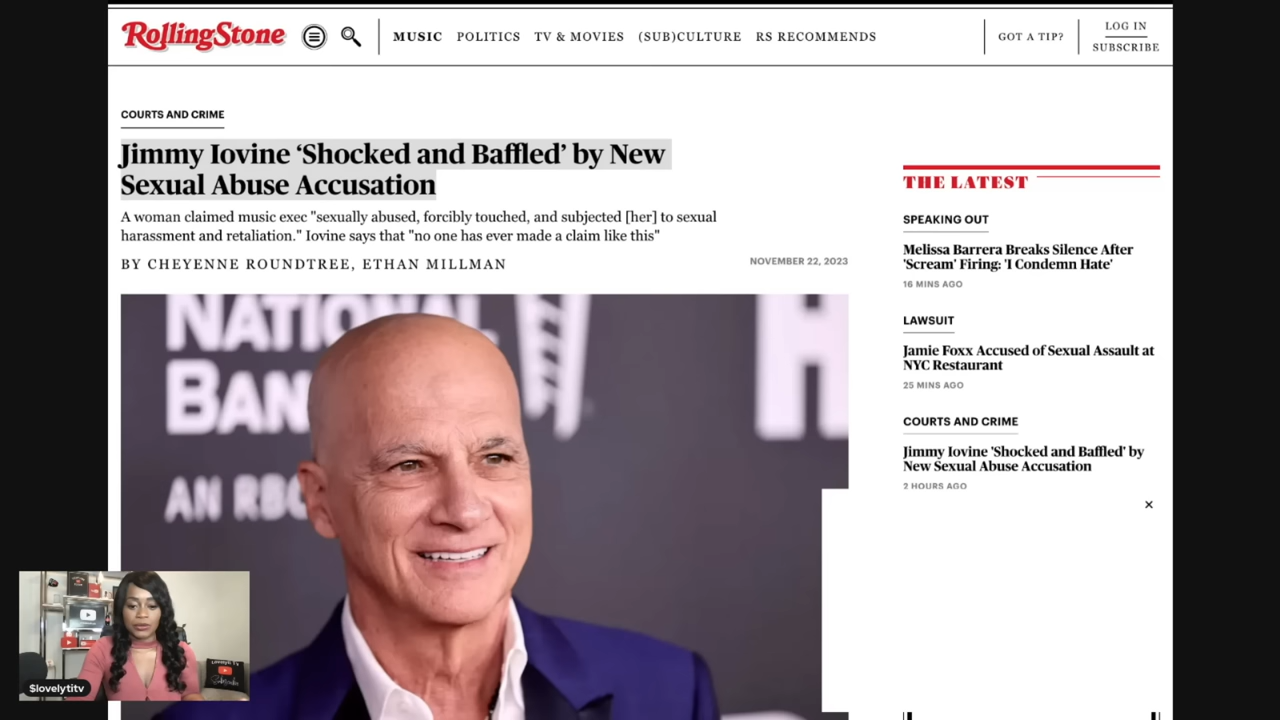 RollingStone
MUSIC POLITICS TV & MOVIES (SUB)CULTURE RS RECOMMENDS
GOT A TIP?
LOG IN
SUBSCRIBE
COURTS AND CRIME
Jimmy Iovine ‘Shocked and Baffled’ by New
Sexual Abuse Accusation
A woman claimed music exec "sexually abused, forcibly touched, and subjected [her] to sexual
harassment and retaliation." Iovine says that "no one has ever made a claim like this"
BY CHEYENNE ROUNDTREE, ETHAN MILLMAN
NOVEMBER 22, 2023
NATIONAL
BAN
AN RBC
H
THE LATEST
SPEAKING OUT
Melissa Barrera Breaks Silence After
'Scream' Firing: 'I Condemn Hate'
16 MINS AGO
LAWSUIT
Jamie Foxx Accused of Sexual Assault at
NYC Restaurant
25 MINS AGO
COURTS AND CRIME
Jimmy Iovine 'Shocked and Baffled' by
New Sexual Abuse Accusation
2 HOURS AGO
$lovelytitv